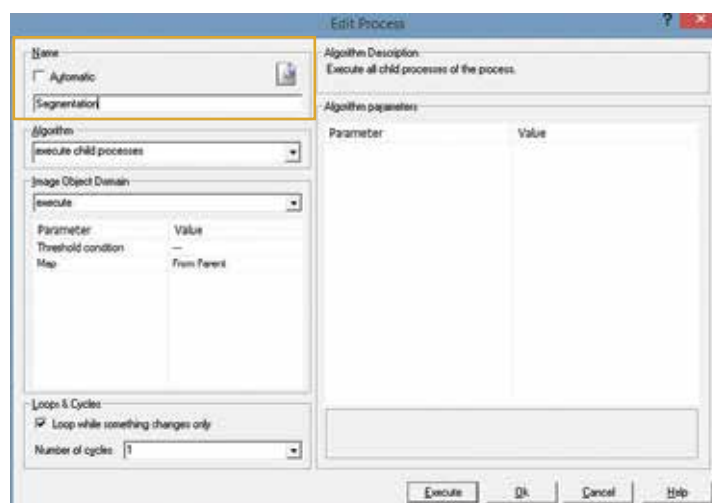 Edit Process
?
Name
Automatic
Segmentation
Algorithm
execute child processes
Image Object Domain
execute
Parameter Value
Threshold condition ---
Map From Parent
Loops & Cycles
Loop while something changes only
Number of cycles 1
Algorithm Description
Execute all child processes of the process.
Algorithm parameters
Parameter Value
Execute Ok Cancel Help